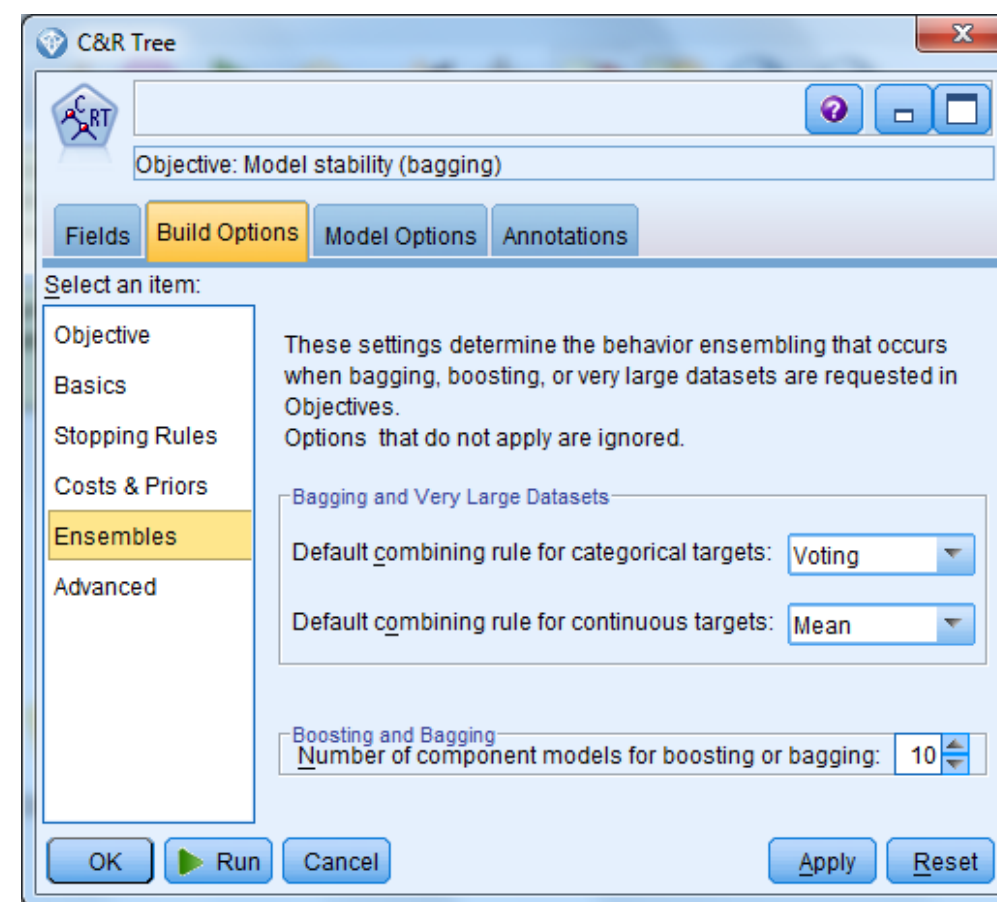 C&R Tree
X
C RT
?
Objective: Model stability (bagging)
Fields Build Options Model Options Annotations
Select an item:
Objective
Basics
Stopping Rules
Costs & Priors
Ensembles
Advanced
These settings determine the behavior ensembling that occurs
when bagging, boosting, or very large datasets are requested in
Objectives.
Options that do not apply are ignored.
Bagging and Very Large Datasets
Default combining rule for categorical targets: Voting
Default combining rule for continuous targets: Mean
Boosting and Bagging
Number of component models for boosting or bagging: 10
OK Run Cancel Apply Reset